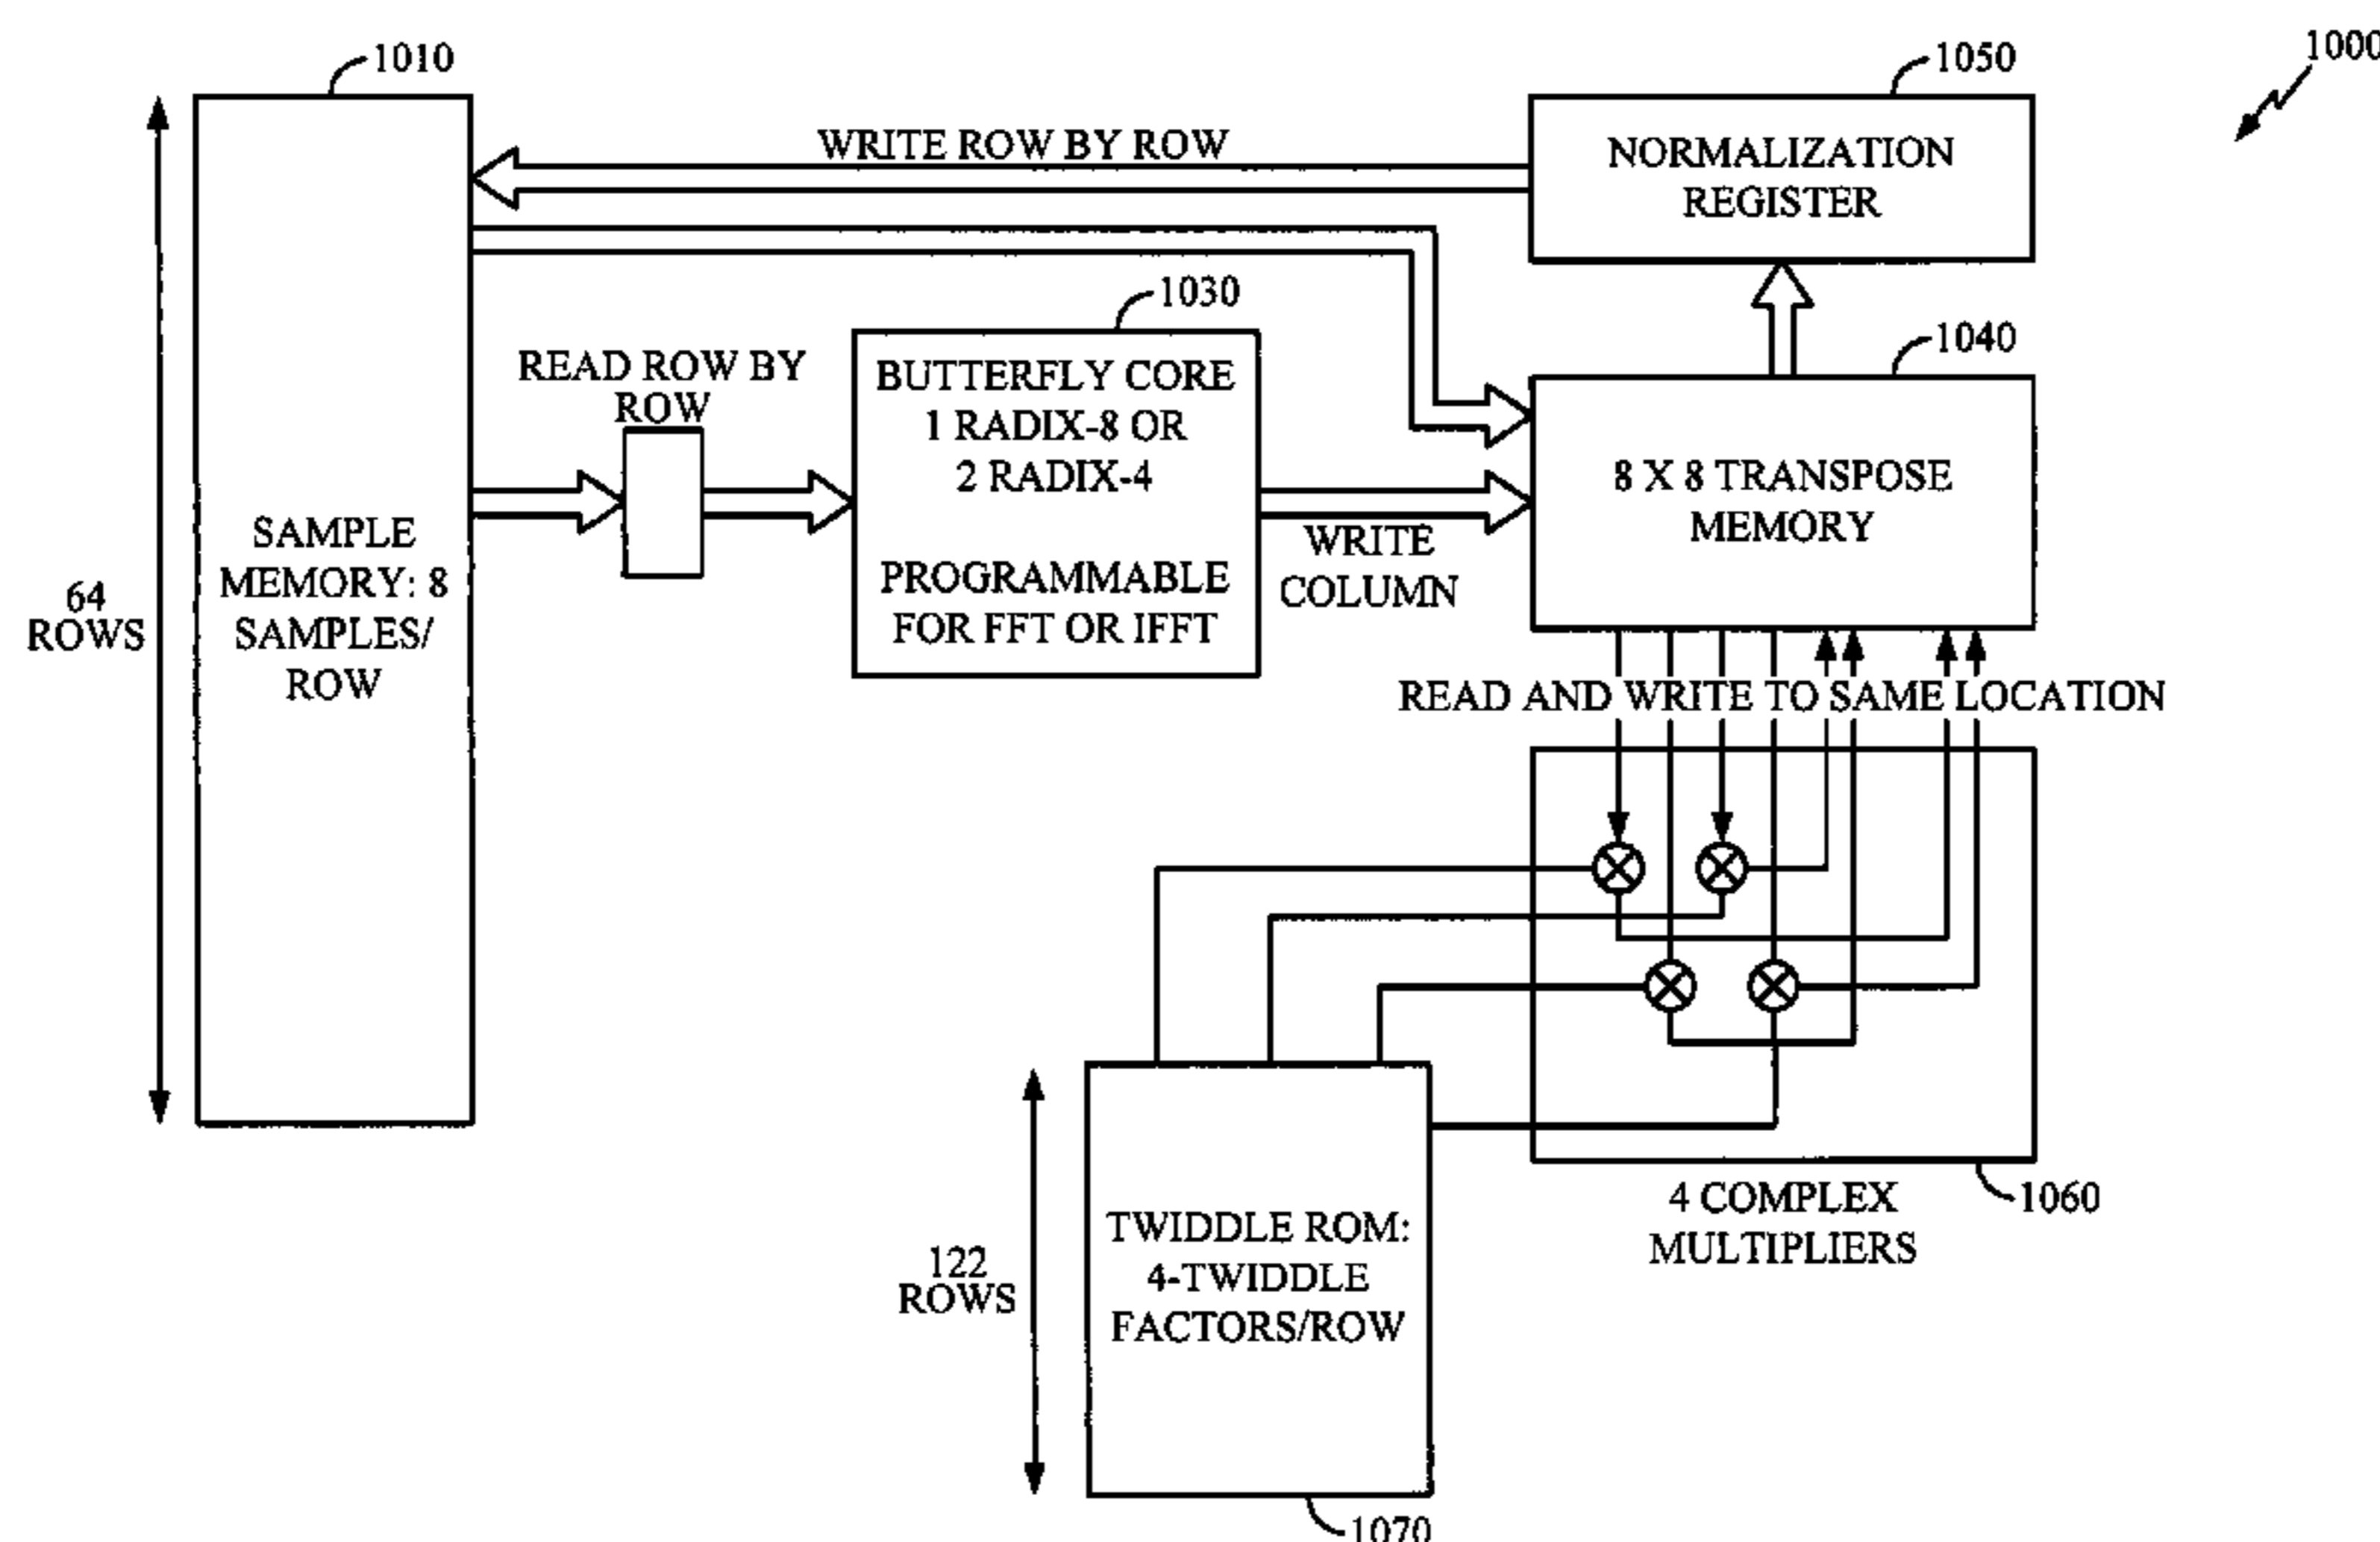 1010
1050
1000
WRITE ROW BY ROW
NORMALIZATION
REGISTER
1030
1040
READ ROW BY
ROW
BUTTERFLY CORE
1 RADIX-8 OR
2 RADIX-4
PROGRAMMABLE
FOR FFT OR IFFT
8 X 8 TRANSPOSE
MEMORY
WRITE
COLUMN
SAMPLE
MEMORY: 8
SAMPLES/
ROW
64
ROWS
READ AND WRITE TO SAME LOCATION
1060
4 COMPLEX
MULTIPLIERS
TWIDDLE ROM:
4-TWIDDLE
FACTORS/ROW
122
ROWS
1070